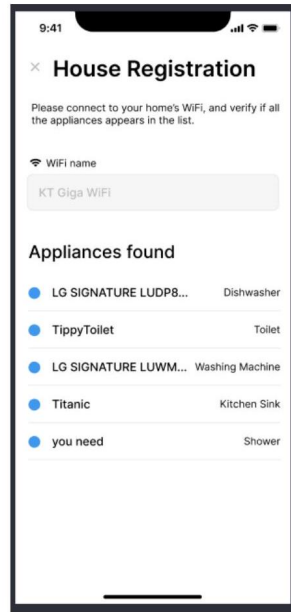 9:41
× House Registration
Please connect to your home's WiFi, and verify if all
the appliances appears in the list.
WiFi name
KT Giga WiFi
Appliances found
LG SIGNATURE LUDP8... Dishwasher
TippyToilet Toilet
LG SIGNATURE LUWM... Washing Machine
Titanic Kitchen Sink
you need Shower